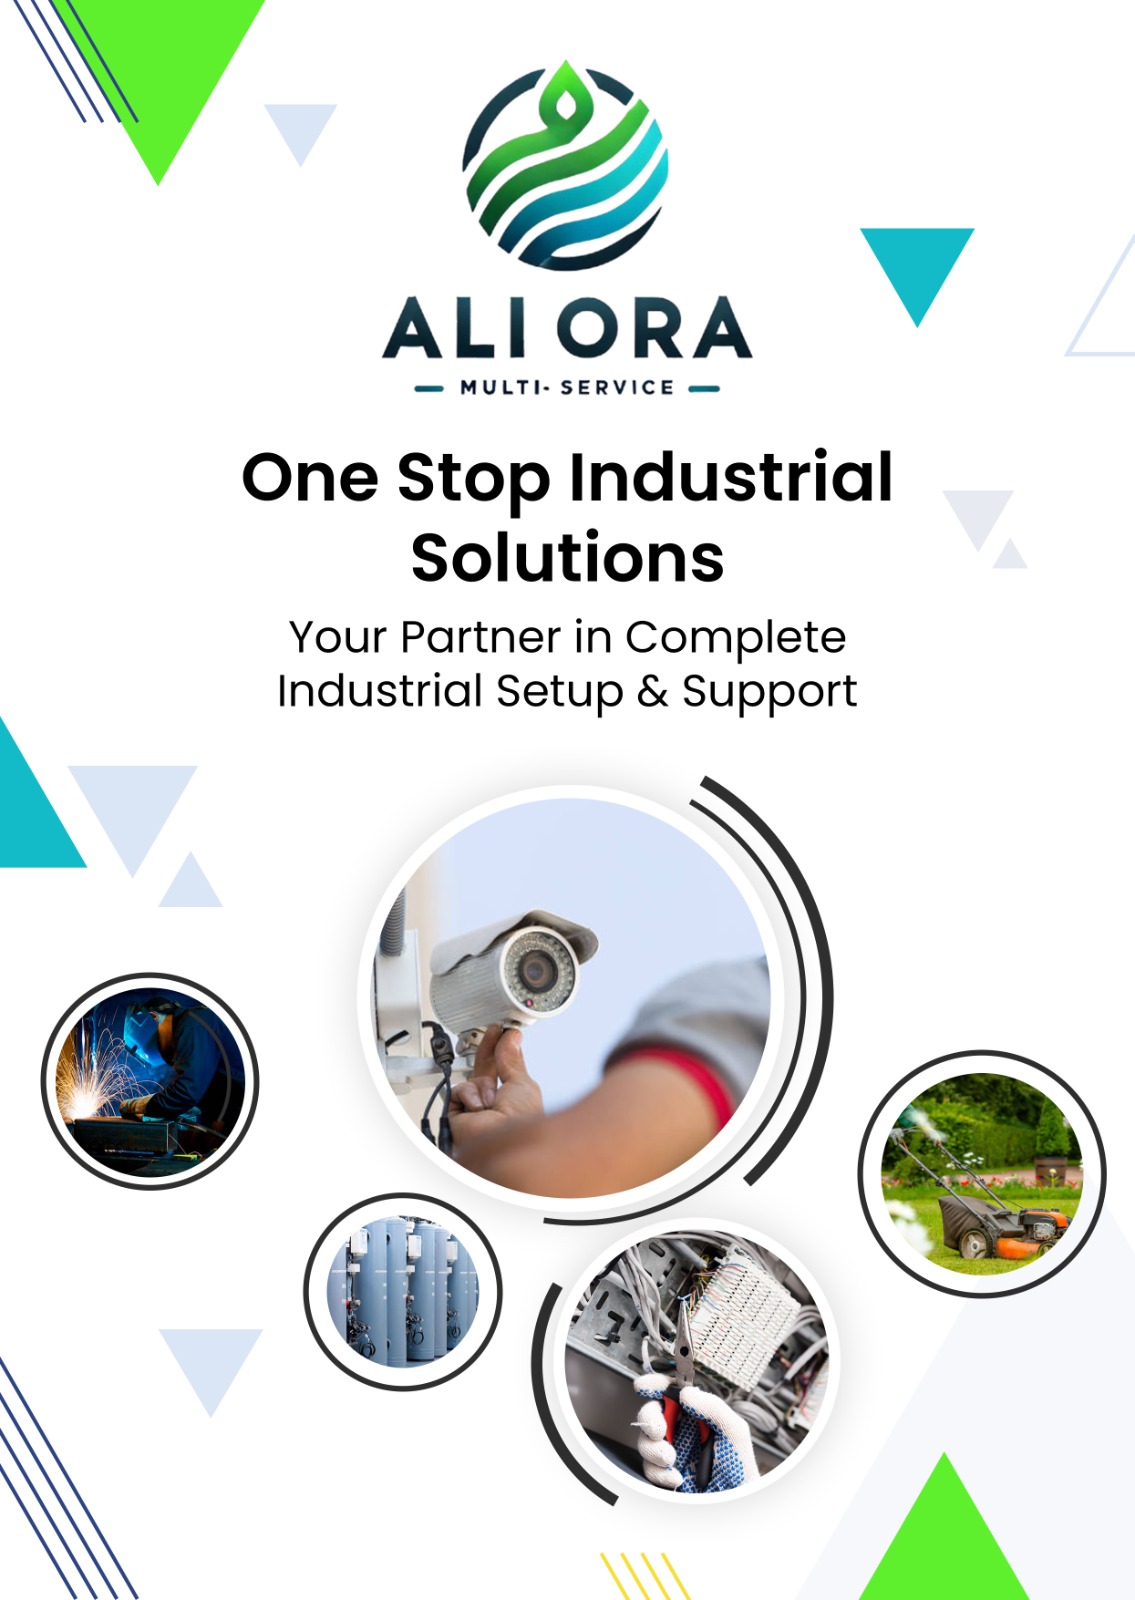 ALI ORA
MULTI- SERVICE
One Stop Industrial
Solutions
Your Partner in Complete
Industrial Setup & Support